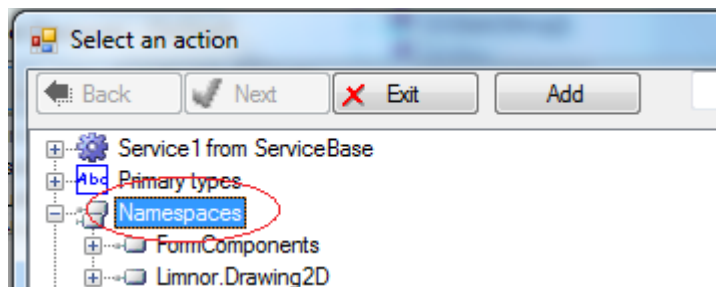 Select an action
Back Next Exit Add
Service1 from ServiceBase
Abc Primary types
Namespaces
FormComponents
Limnor.Drawing2D